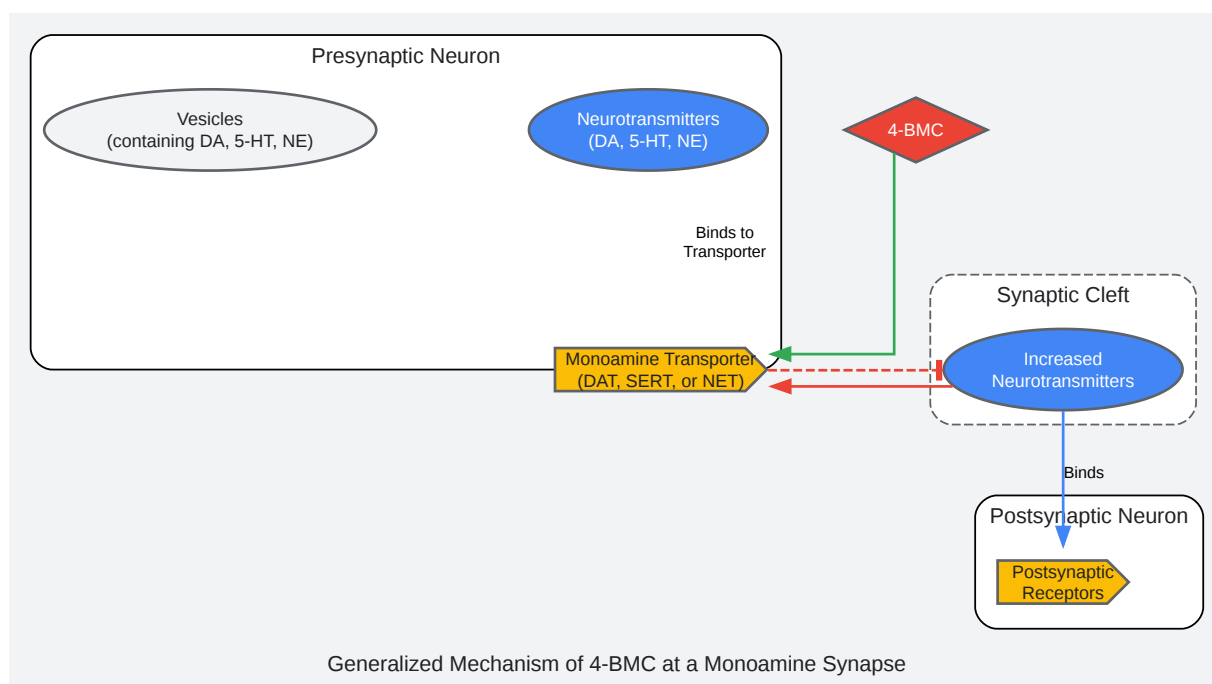 Presynaptic Neuron
Vesicles
(containing DA, 5-HT, NE)
Neurotransmitters
(DA, 5-HT, NE)
4-BMC
Binds to
Transporter
Synaptic Cleft
Monoamine Transporter
(DAT, SERT, or NET)
Increased
Neurotransmitters
Binds
Postsynaptic Neuron
Postsynaptic
Receptors
Generalized Mechanism of 4-BMC at a Monoamine Synapse